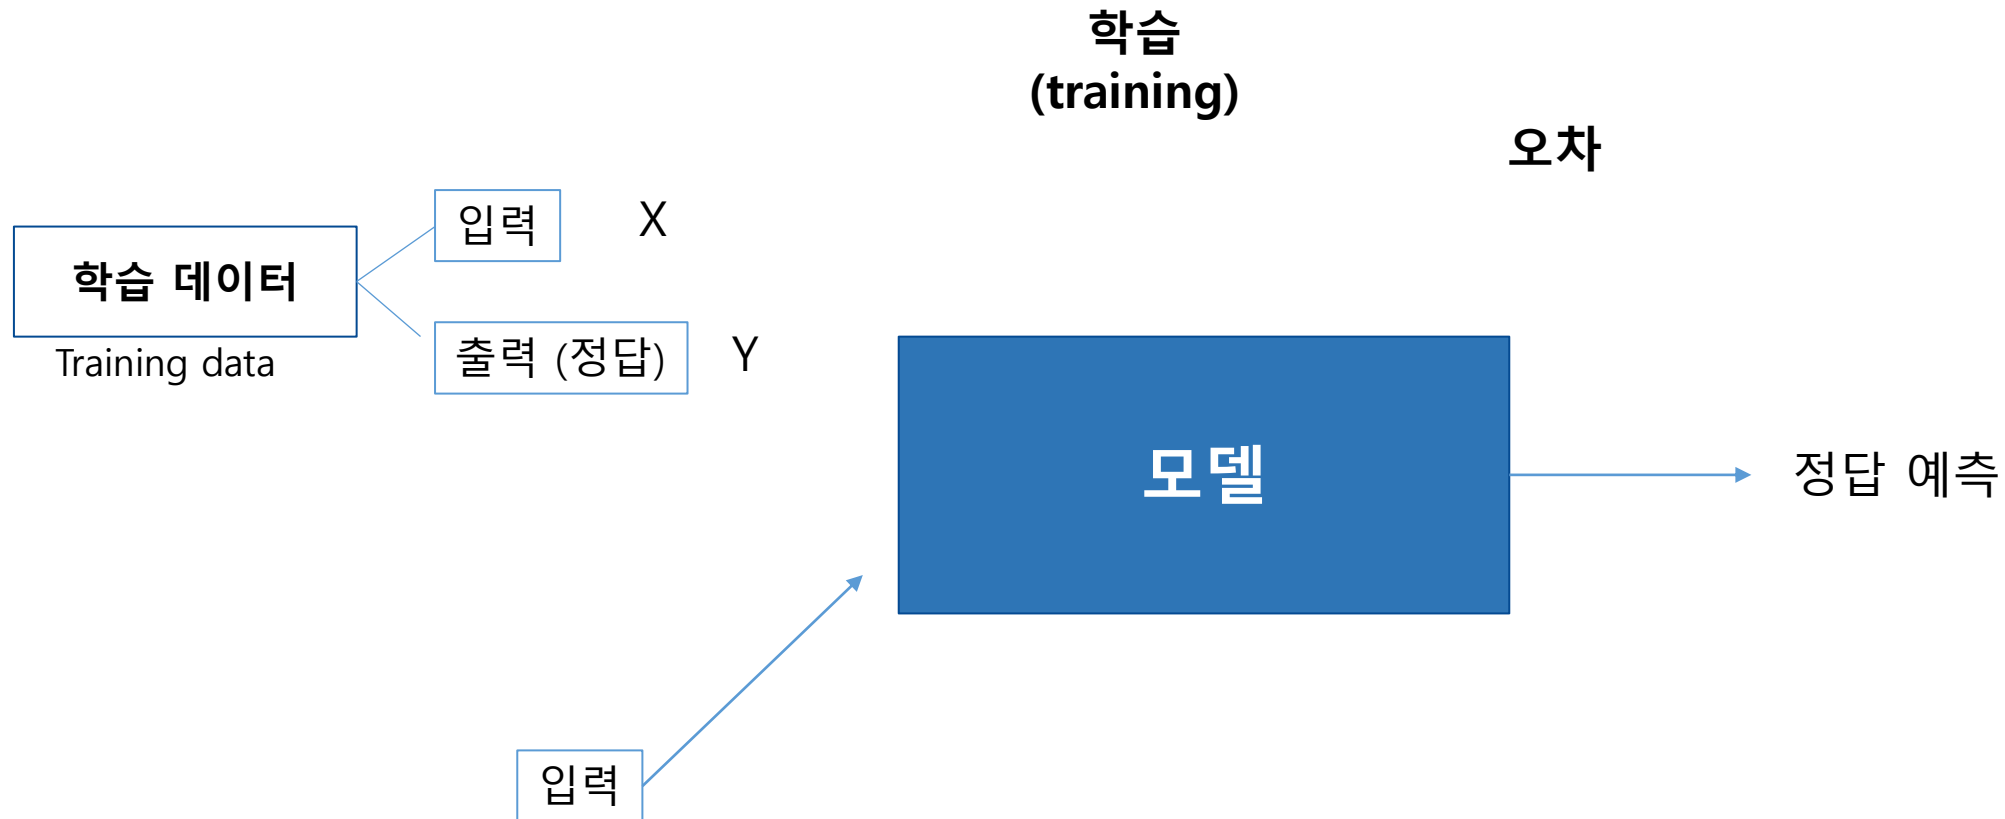 학습
(training)
오차
입력
X
학습 데이터
Training data
출력 (정답)
Y
모델
정답 예측
입력